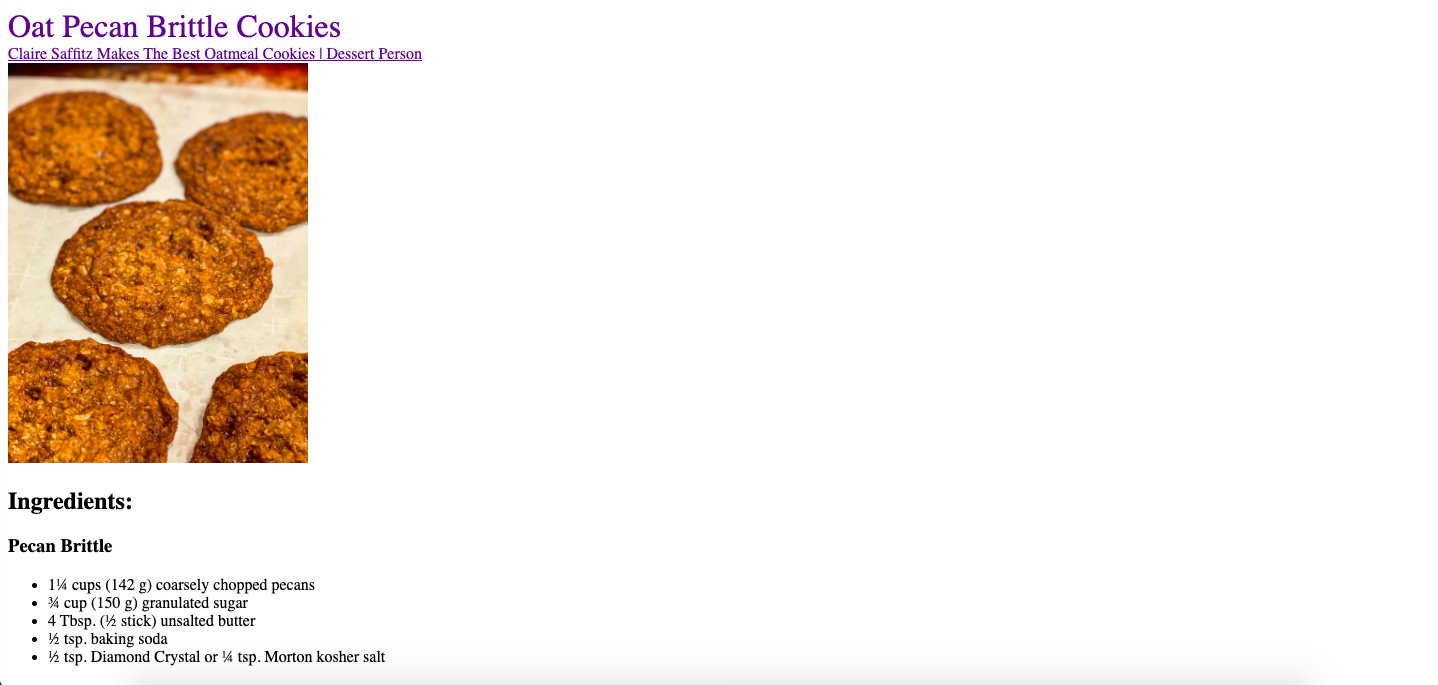 Oat Pecan Brittle Cookies
Claire Saffitz Makes The Best Oatmeal Cookies | Dessert Person
Ingredients:
Pecan Brittle
• 1¼ cups (142 g) coarsely chopped pecans
• ¾ cup (150 g) granulated sugar
• 4 Tbsp. (½ stick) unsalted butter
• ½ tsp. baking soda
• ½ tsp. Diamond Crystal or ¼ tsp. Morton kosher salt